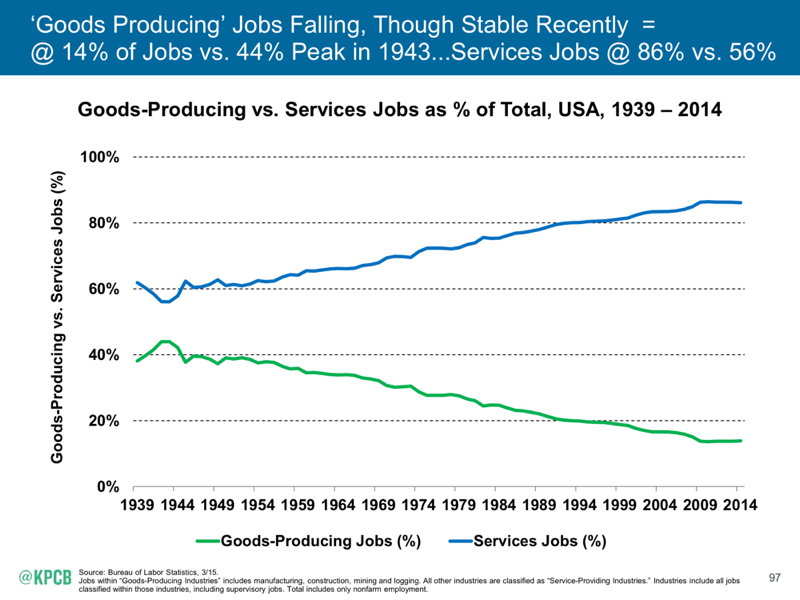 ‘Goods Producing’ Jobs Falling, Though Stable Recently =
@ 14% of Jobs vs. 44% Peak in 1943...Services Jobs @ 86% vs. 56%
Goods-Producing vs. Services Jobs as % of Total, USA, 1939 – 2014
Goods-Producing vs. Services Jobs (%)
100%
80%
60%
40%
20%
0%
1939 1944 1949 1954 1959 1964 1969 1974 1979 1984 1989 1994 1999 2004 2009 2014
Goods-Producing Jobs (%) Services Jobs (%)
@KPCB
Source: Bureau of Labor Statistics, 3/15.
Jobs within “Goods-Producing Industries” includes manufacturing, construction, mining and logging. All other industries are classified as “Service-Providing Industries.” Industries include all jobs
classified within those industries, including supervisory jobs. Total includes only nonfarm employment.
97